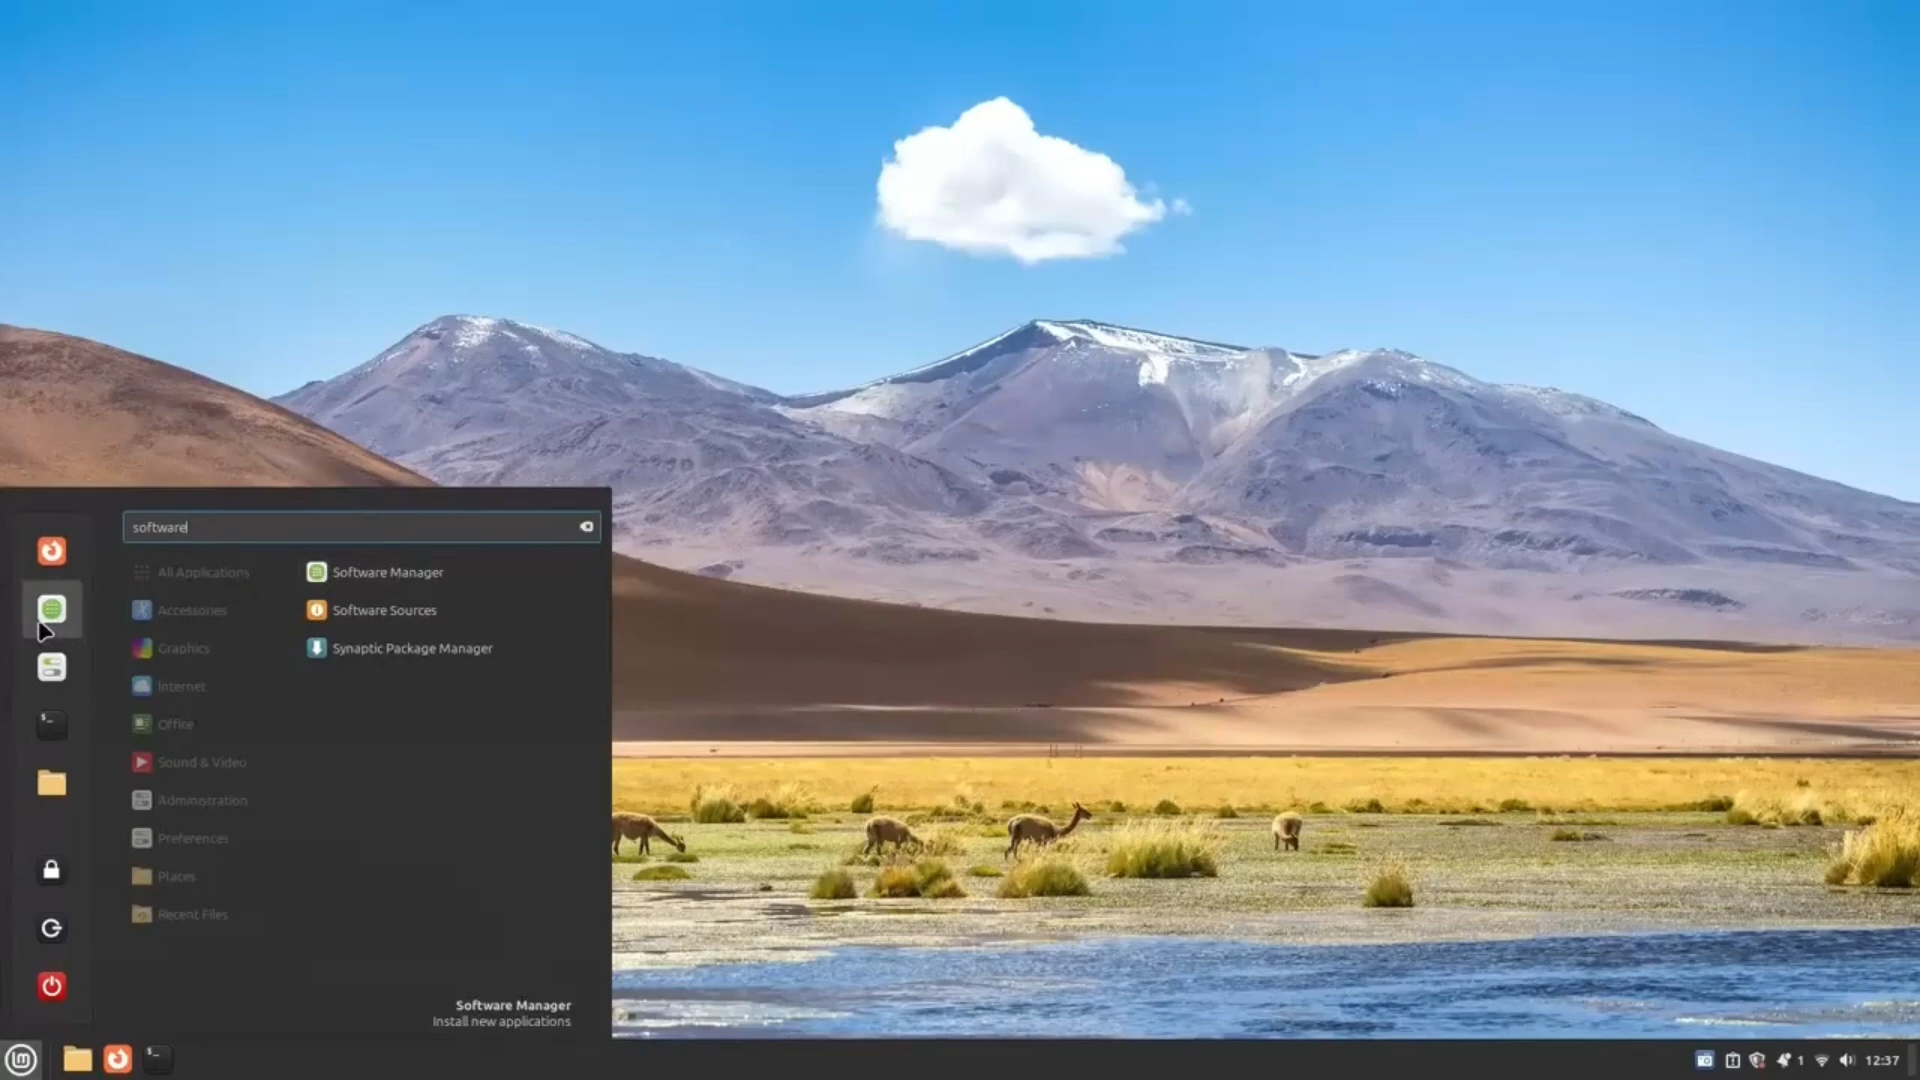 software
All Applications
Accessories
Graphics
Internet
Office
Sound & Video
Administration
Preferences
Places
Recent Files
Software Manager
Software Sources
Synaptic Package Manager
Software Manager
Install new applications
1
12:37